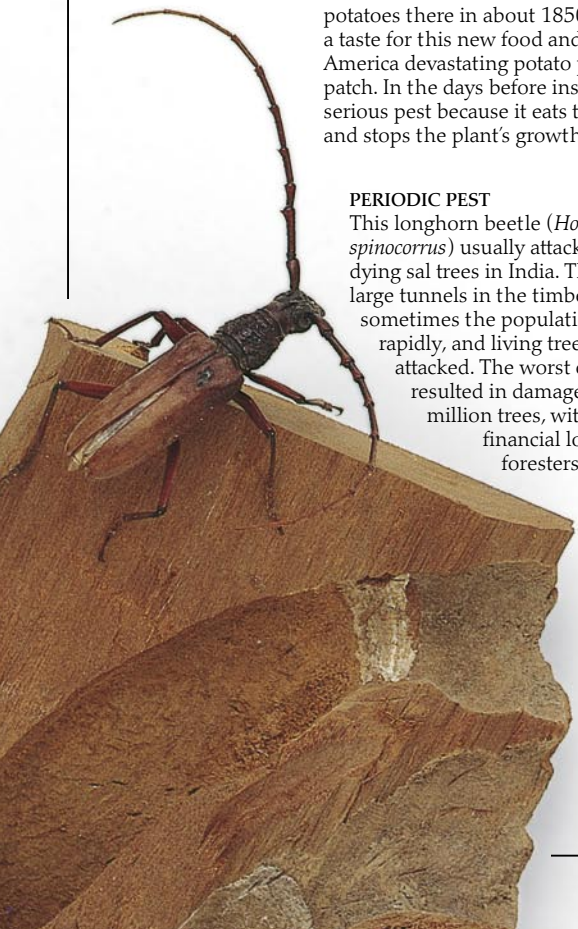 potatoes there in about 1850
a taste for this new food and
America devastating potato p
patch. In the days before ins
serious pest because it eats t
and stops the plant's growth
PERIODIC PEST
This longhorn beetle (Ho
spinocorrus) usually attack
dying sal trees in India. Th
large tunnels in the timbe
sometimes the populati
rapidly, and living tree
attacked. The worst o
resulted in damage
million trees, wit
financial lo
foresters